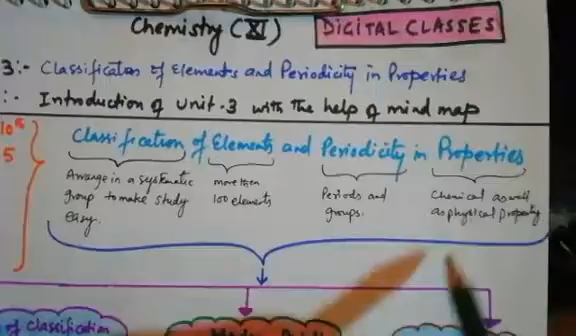 Chemistry (XI) DIGITAL CLASSES
3:- Classification of Elements and Periodicity in Properties
:- Introduction of Unit-3 with the help of mind map
Classification of Elements and Periodicity in Properties
Arrange in a systematic
group to make study
easy.
more than
100 elements
Periods and
groups.
Chemical as well
as physical property
5
of classification